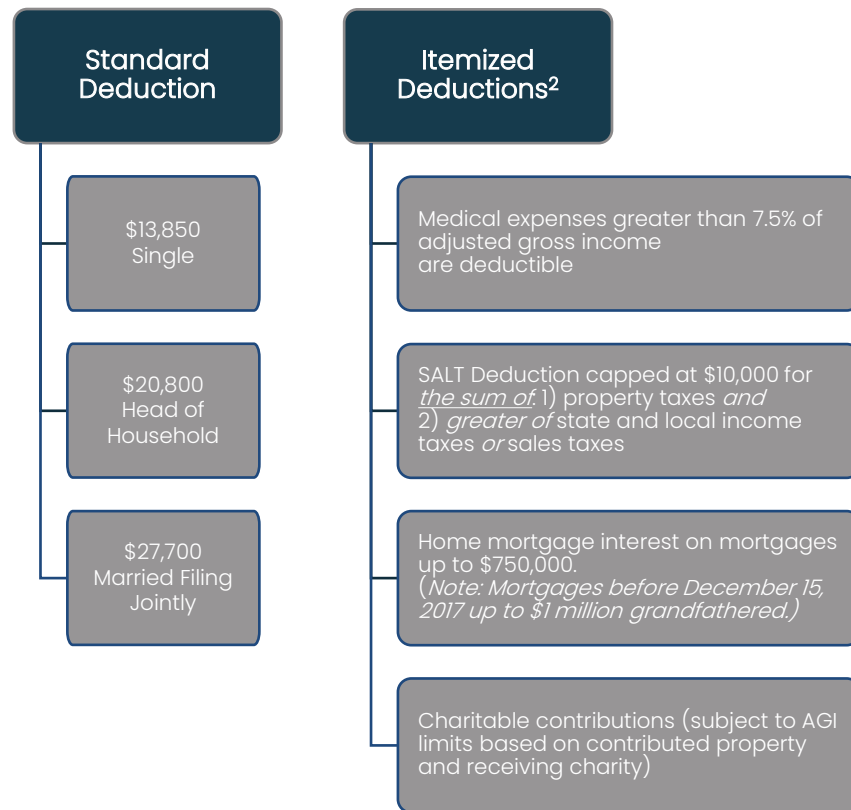 Standard
Deduction
$13,850
Single
$20,800
Head of
Household
$27,700
Married Filing
Jointly
Itemized
Deductions²
Medical expenses greater than 7.5% of
adjusted gross income
are deductible
SALT Deduction capped at $10,000 for
the sum of: 1) property taxes and
2) greater of state and local income
taxes or sales taxes
Home mortgage interest on mortgages
up to $750,000.
(Note: Mortgages before December 15,
2017 up to $1 million grandfathered.)
Charitable contributions (subject to AGI
limits based on contributed property
and receiving charity)